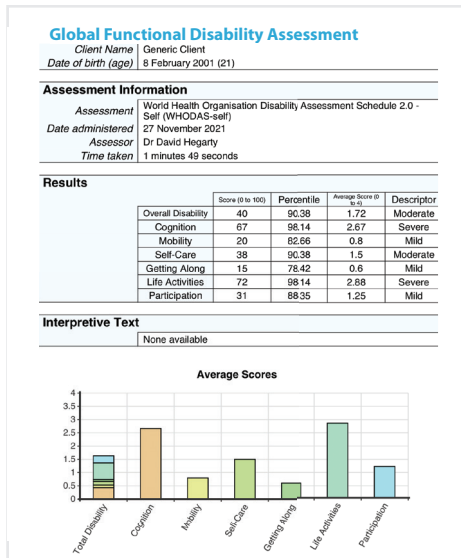 Global Functional Disability Assessment
Client Name Generic Client
Date of birth (age) 8 February 2001 (21)
Assessment Information
Assessment World Health Organisation Disability Assessment Schedule 2.0 -
Self (WHODAS-self)
Date administered 27 November 2021
Assessor Dr David Hegarty
Time taken 1 minutes 49 seconds
Results
Score (0 to 100) Percentile Average Score (0 to 4) Descriptor
Overall Disability 40 90.38 1.72 Moderate
Cognition 67 98.14 2.67 Severe
Mobility 20 82.66 0.8 Mild
Self-Care 38 90.38 1.5 Moderate
Getting Along 15 78.42 0.6 Mild
Life Activities 72 98.14 2.88 Severe
Participation 31 88.35 1.25 Mild
Interpretive Text
None available
Average Scores
4
3.5
3
2.5
2
1.5
1
0.5
0
Total Disability
Cognition
Mobility
Self-Care
Getting Along
Life Activities
Participation